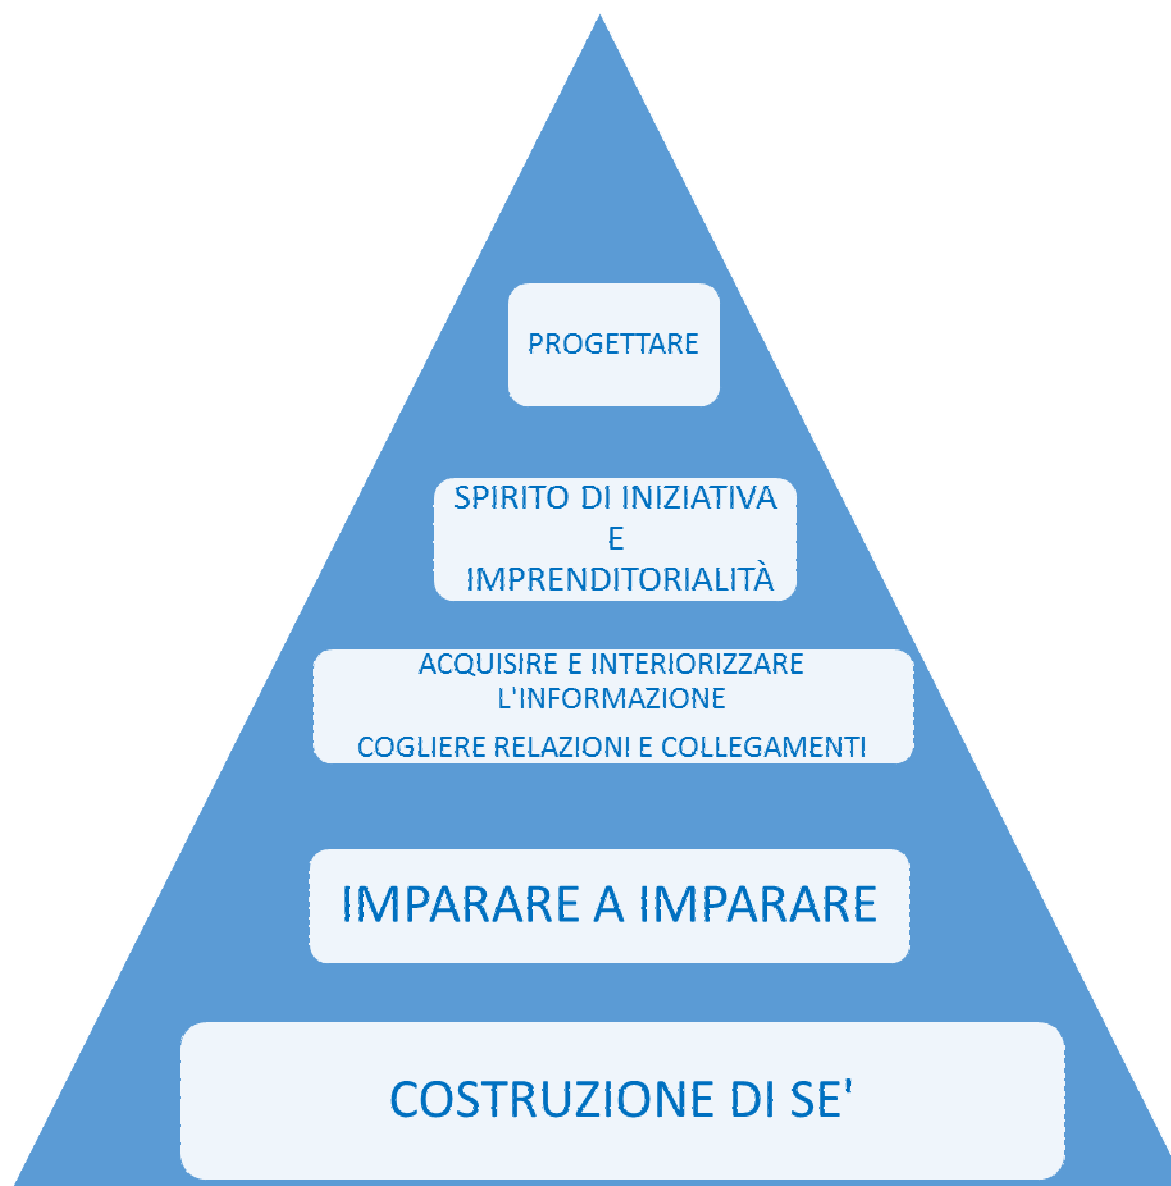 PROGETTARE
SPIRITO DI INIZIATIVA
E
IMPRENDITORIALITÀ
ACQUISIRE E INTERIORIZZARE
L'INFORMAZIONE
COGLIERE RELAZIONI E COLLEGAMENTI
IMPARARE A IMPARARE
COSTRUZIONE DI SE'